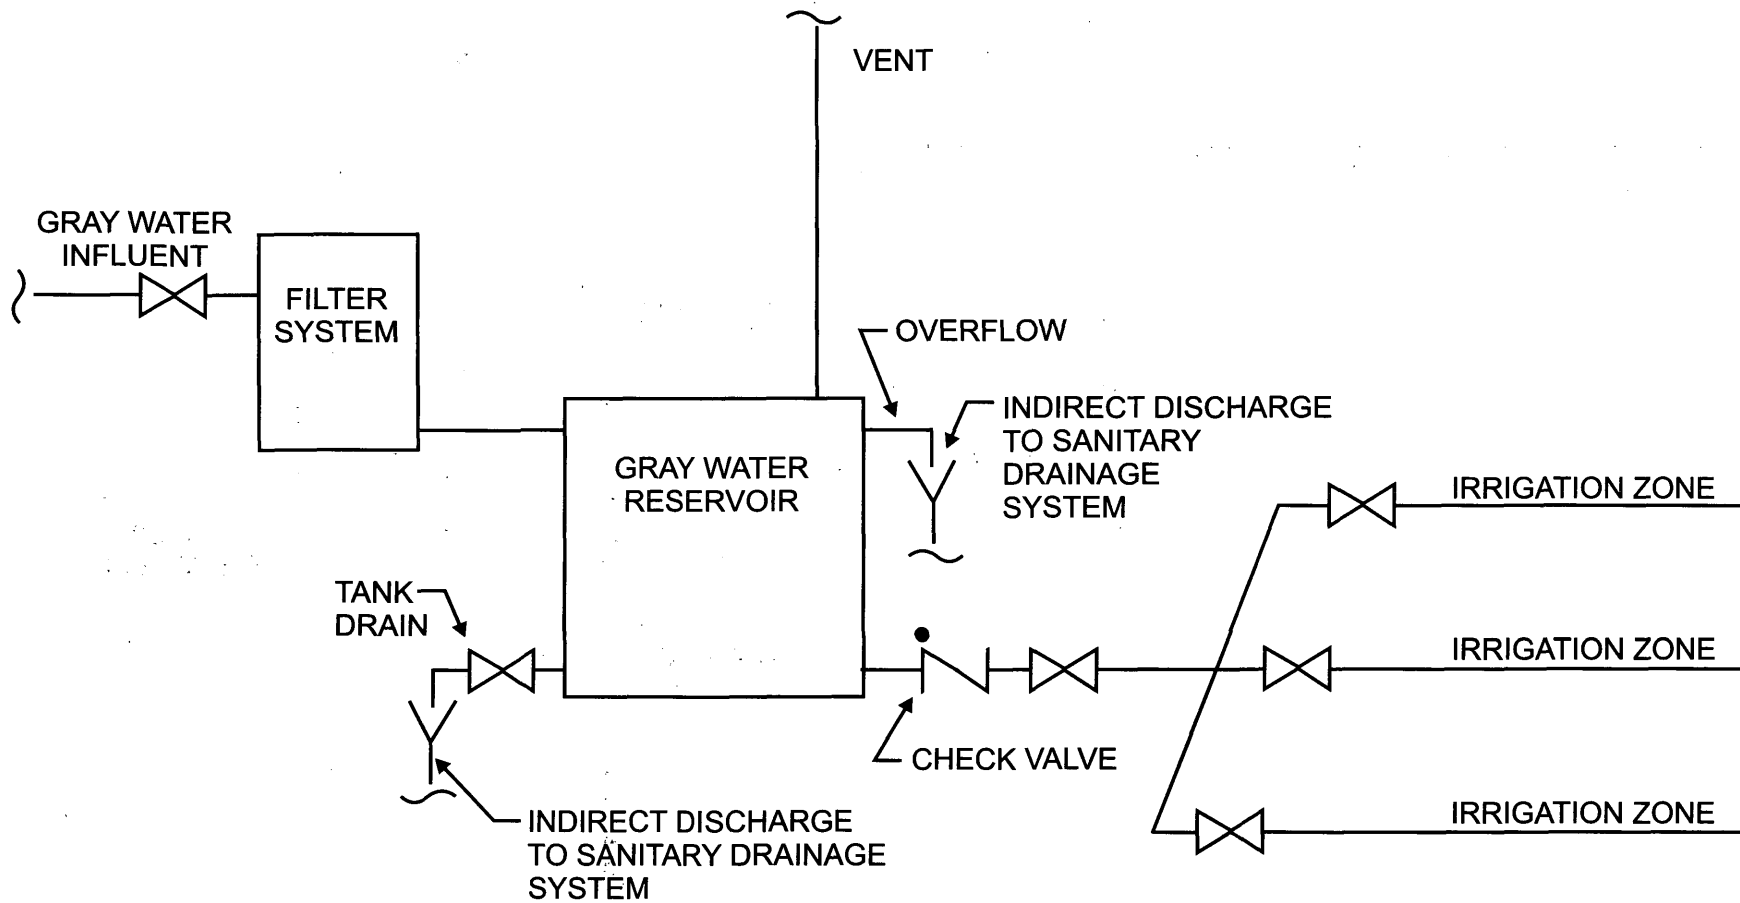 VENT
GRAY WATER
INFLUENT
FILTER
SYSTEM
OVERFLOW
INDIRECT DISCHARGE
TO SANITARY
DRAINAGE
SYSTEM
GRAY WATER
RESERVOIR
IRRIGATION ZONE
TANK
DRAIN
IRRIGATION ZONE
CHECK VALVE
IRRIGATION ZONE
INDIRECT DISCHARGE
TO SANITARY DRAINAGE
SYSTEM